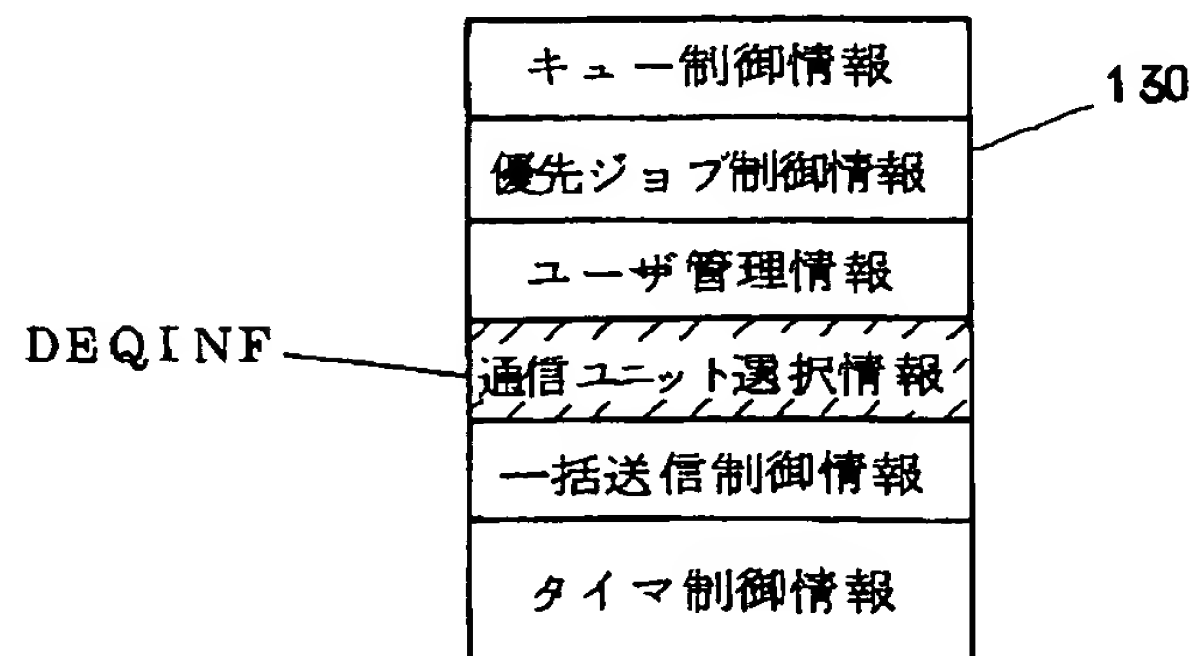 キュー制御情報
130
優先ジョブ制御情報
ユーザ管理情報
DEQINF
通信ユニット選択情報
一括送信制御情報
タイマ制御情報